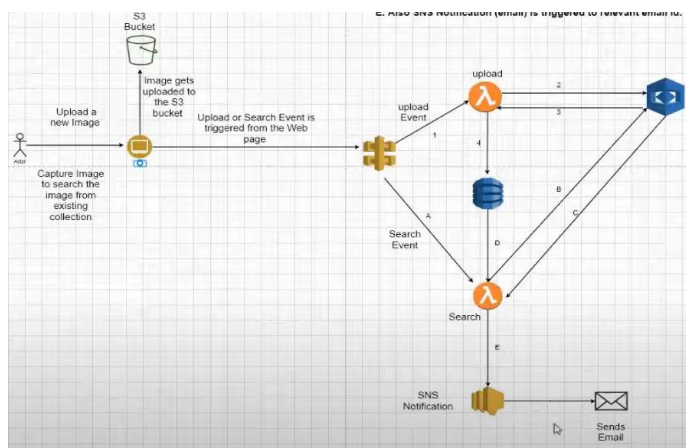 E. Also SNS Notification (email) is triggered to relevant email id.
S3
Bucket
Image gets
uploaded to
the S3
bucket
Upload a
new Image
Actor
Capture Image
to search the
image from
existing
collection
Upload or Search Event is
triggered from the Web
page
upload
Event
1
upload
2
3
4
A
Search
Event
B
C
D
Search
E
SNS
Notification
Sends
Email